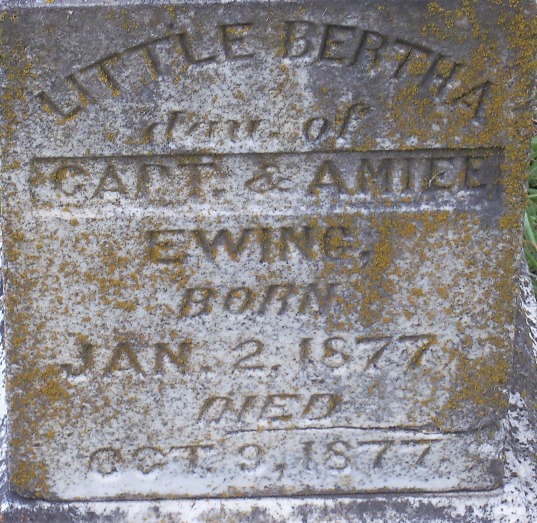 LITTLE BERTHA
dau. of
CAPT. & AMIEE
EWING,
BORN
JAN. 2, 1877,
DIED
OCT 9, 1877